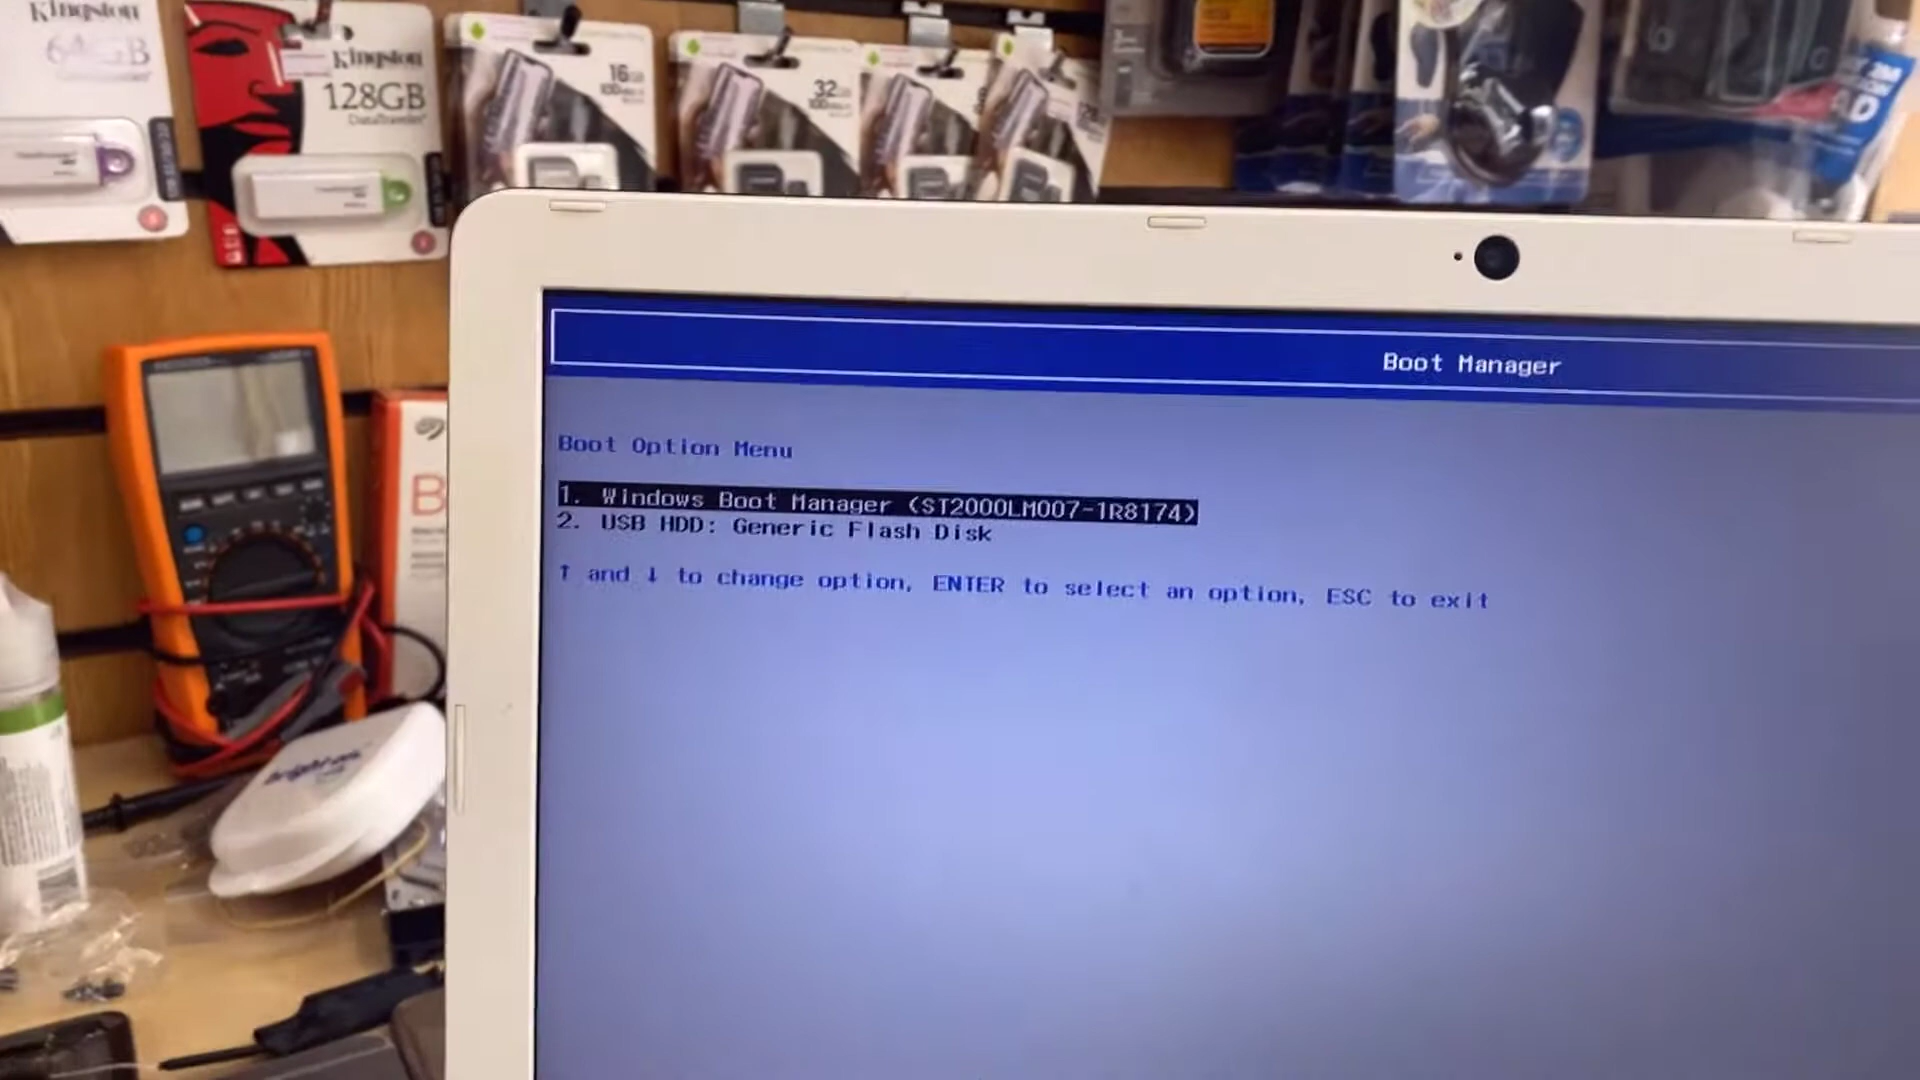 Kingston
64GB
Kingston
128GB
DataTraveler
16GB
32GB
Boot Manager
Boot Option Menu
1. Windows Boot Manager (ST2000LM007-1R8174)
2. USB HDD: Generic Flash Disk
↑ and ↓ to change option, ENTER to select an option, ESC to exit
B